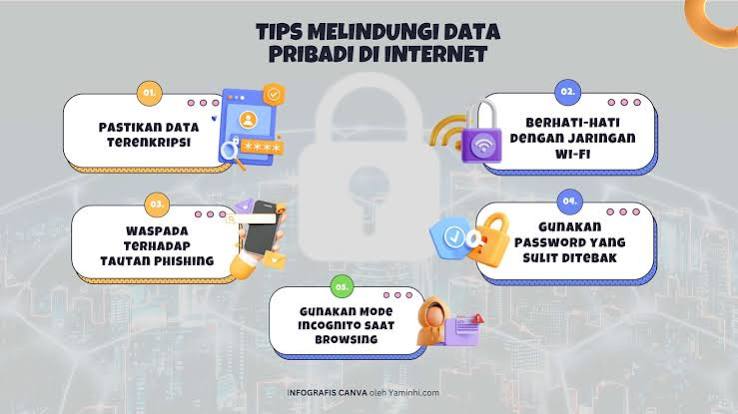 TIPS MELINDUNGI DATA
PRIBADI DI INTERNET
01.
PASTIKAN DATA
TERENKRIPSI
02.
BERHATI-HATI
DENGAN JARINGAN
WI-FI
03.
WASPADA
TERHADAP
TAUTAN PHISHING
04.
GUNAKAN
PASSWORD YANG
SULIT DITEBAK
05.
GUNAKAN MODE
INCOGNITO SAAT
BROWSING
INFOGRAFIS CANVA oleh Yaminhi.com